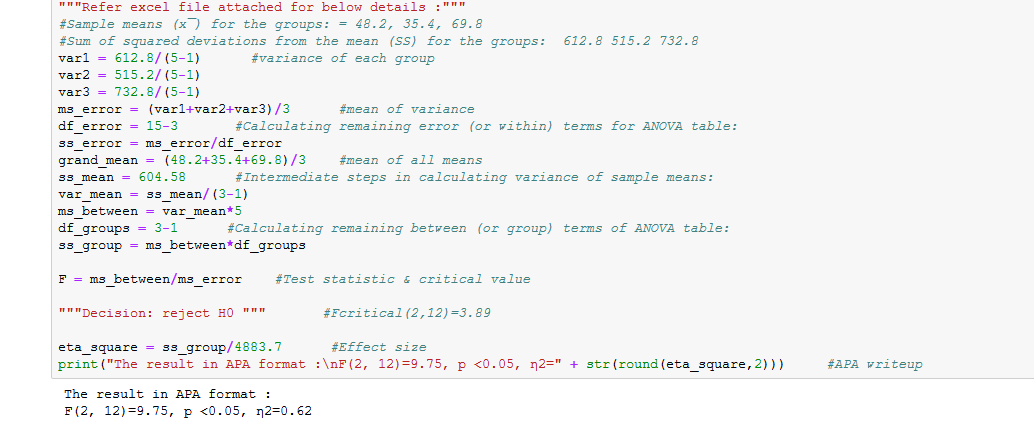 """Refer excel file attached for below details :"""
#Sample means (x¯) for the groups: = 48.2, 35.4, 69.8
#Sum of squared deviations from the mean (SS) for the groups:  612.8 515.2 732.8
var1 = 612.8/(5-1)      #variance of each group
var2 = 515.2/(5-1)
var3 = 732.8/(5-1)
ms_error = (var1+var2+var3)/3      #mean of variance
df_error = 15-3      #Calculating remaining error (or within) terms for ANOVA table:
ss_error = ms_error/df_error
grand_mean = (48.2+35.4+69.8)/3    #mean of all means
ss_mean = 604.58      #Intermediate steps in calculating variance of sample means:
var_mean = ss_mean/(3-1)
ms_between = var_mean*5
df_groups = 3-1      #Calculating remaining between (or group) terms of ANOVA table:
ss_group = ms_between*df_groups
F = ms_between/ms_error    #Test statistic & critical value
"""Decision: reject H0 """      #Fcritical(2,12)=3.89
eta_square = ss_group/4883.7      #Effect size
print("The result in APA format :\nF(2, 12)=9.75, p <0.05, η2=" + str(round(eta_square,2)))     #APA writeup
The result in APA format :
F(2, 12)=9.75, p <0.05, η2=0.62